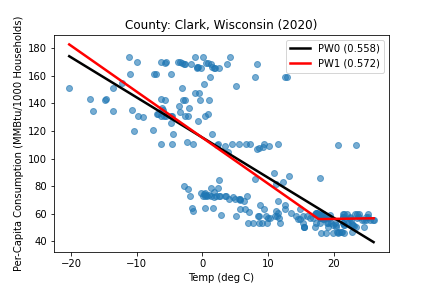 County: Clark, Wisconsin (2020)
PW0 (0.558)
PW1 (0.572)
Per-Capita Consumption (MMBtu/1000 Households)
180
160
140
120
100
80
60
40
−20 −10 0 10 20
Temp (deg C)